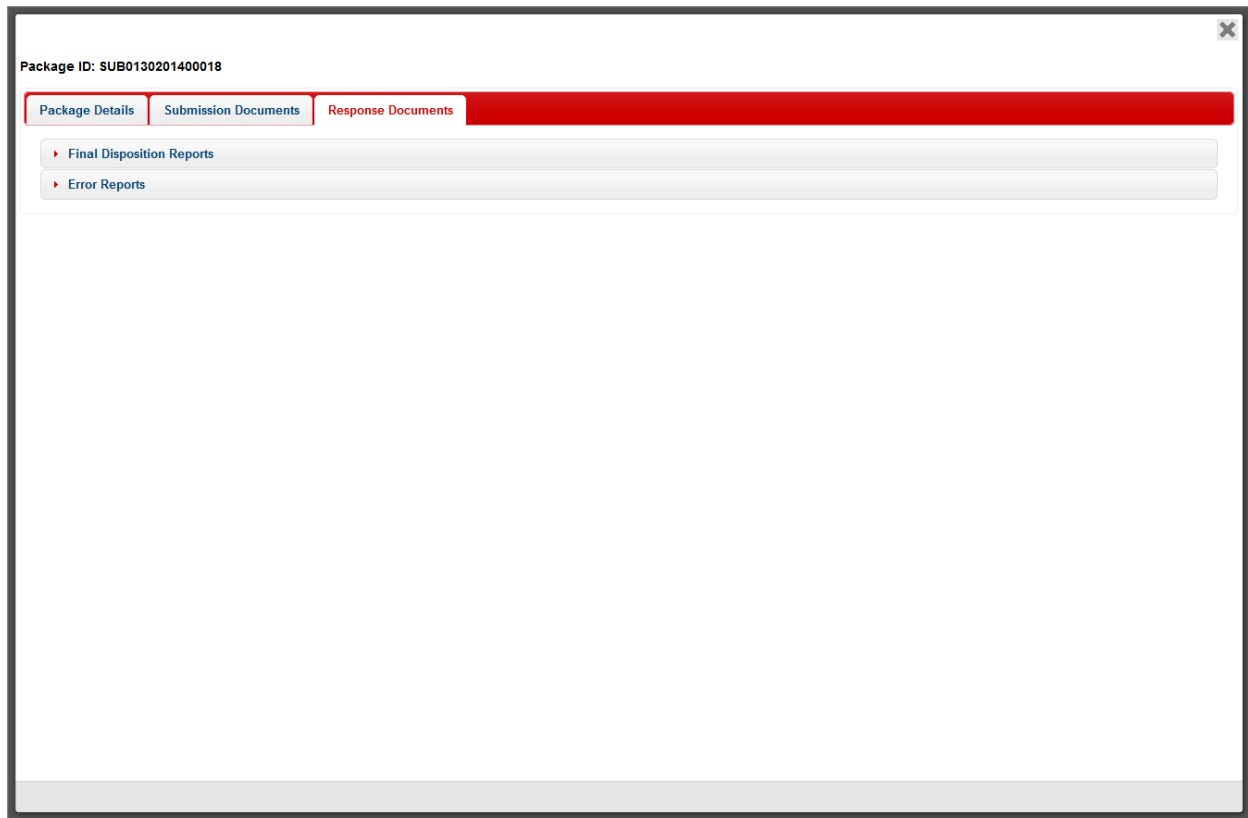 Package ID: SUB0130201400018
Package Details Submission Documents Response Documents
Final Disposition Reports
Error Reports